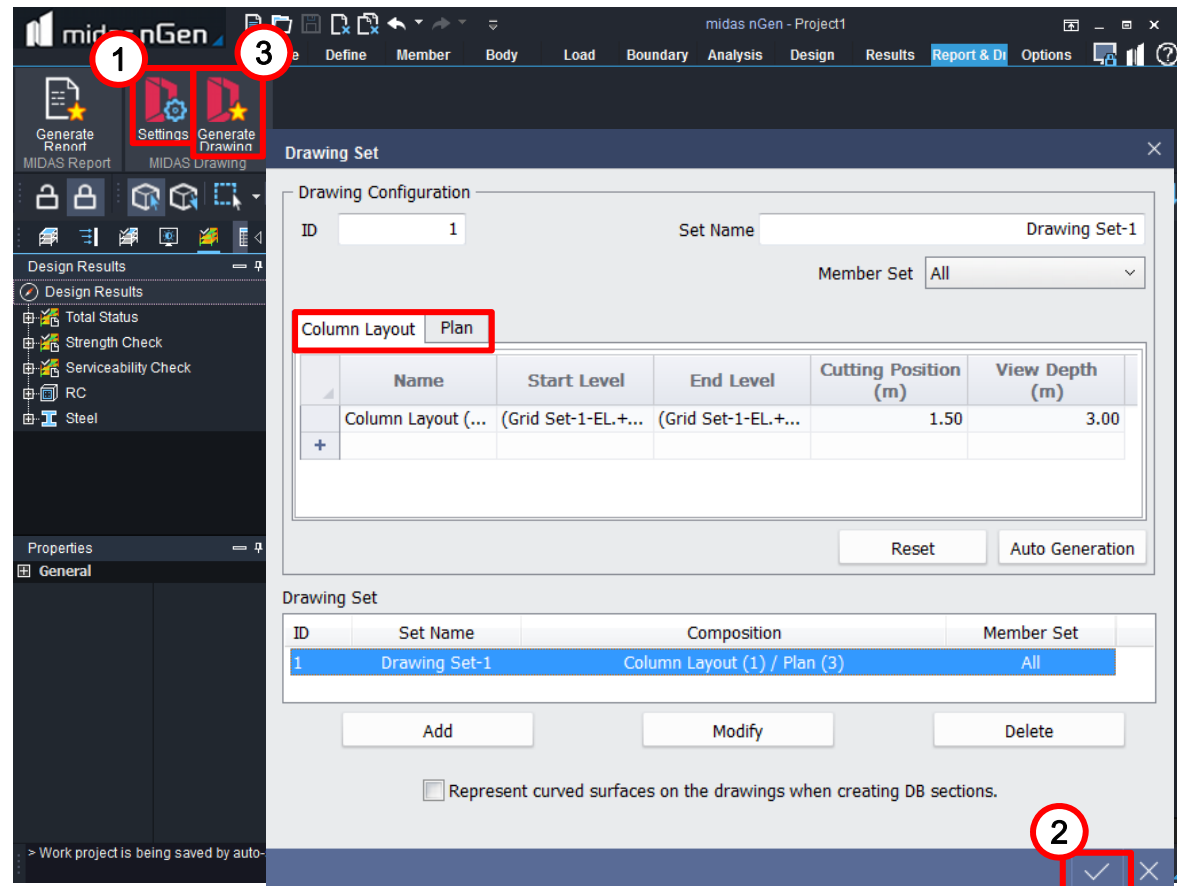 midas nGen
midas nGen - Project1
1
3
Define Member Body Load Boundary Analysis Design Results Report & Dr Options
Generate Report
Settings
Generate Drawing
MIDAS Report
MIDAS Drawing
Drawing Set
Drawing Configuration
ID 1
Set Name Drawing Set-1
Member Set All
Design Results
Design Results
Total Status
Strength Check
Serviceability Check
RC
Steel
Column Layout Plan
Name Start Level End Level Cutting Position (m) View Depth (m)
Column Layout (... (Grid Set-1-EL.+... (Grid Set-1-EL.+... 1.50 3.00
+
Reset Auto Generation
Properties
General
Drawing Set
ID Set Name Composition Member Set
1 Drawing Set-1 Column Layout (1) / Plan (3) All
Add Modify Delete
Represent curved surfaces on the drawings when creating DB sections.
2
> Work project is being saved by auto-